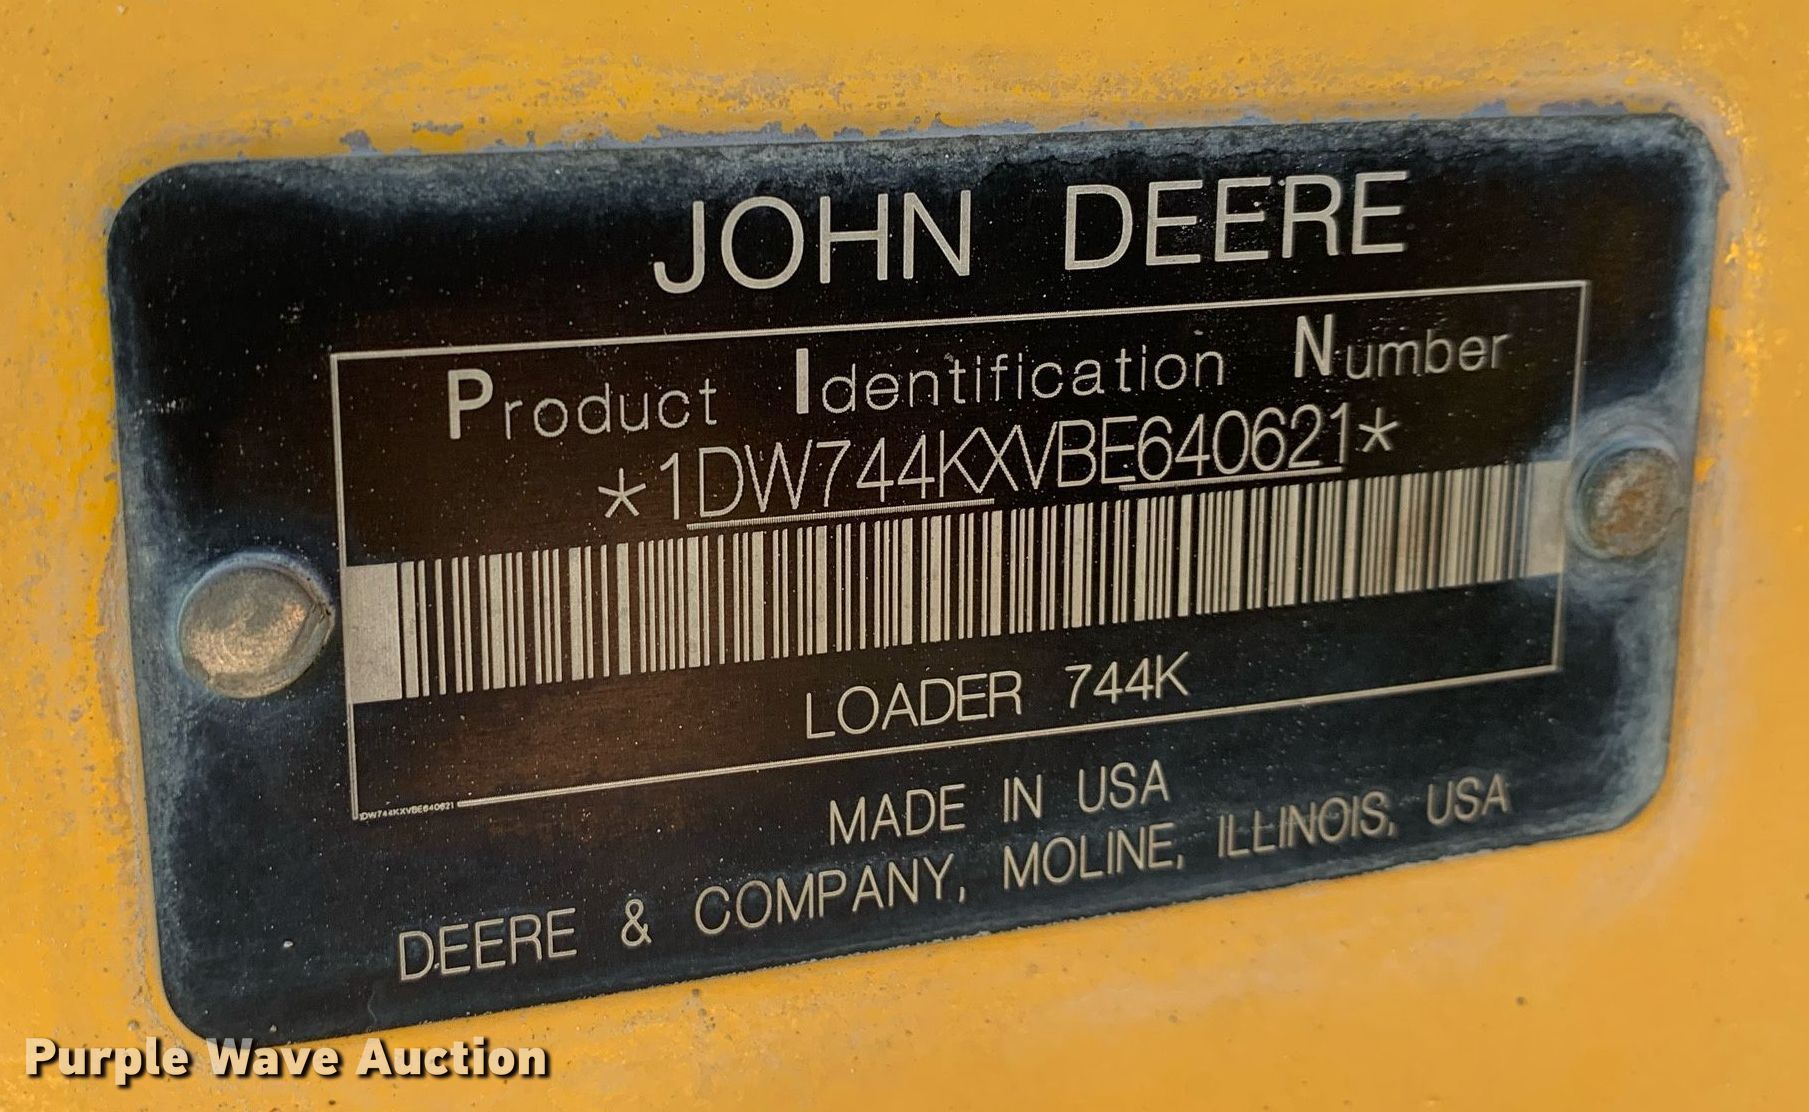 JOHN DEERE
Product Identification Number
*1DW744KXVBE640621*
LOADER 744K
1DW744KXVBE640621
MADE IN USA
DEERE & COMPANY, MOLINE, ILLINOIS, USA
Purple Wave Auction